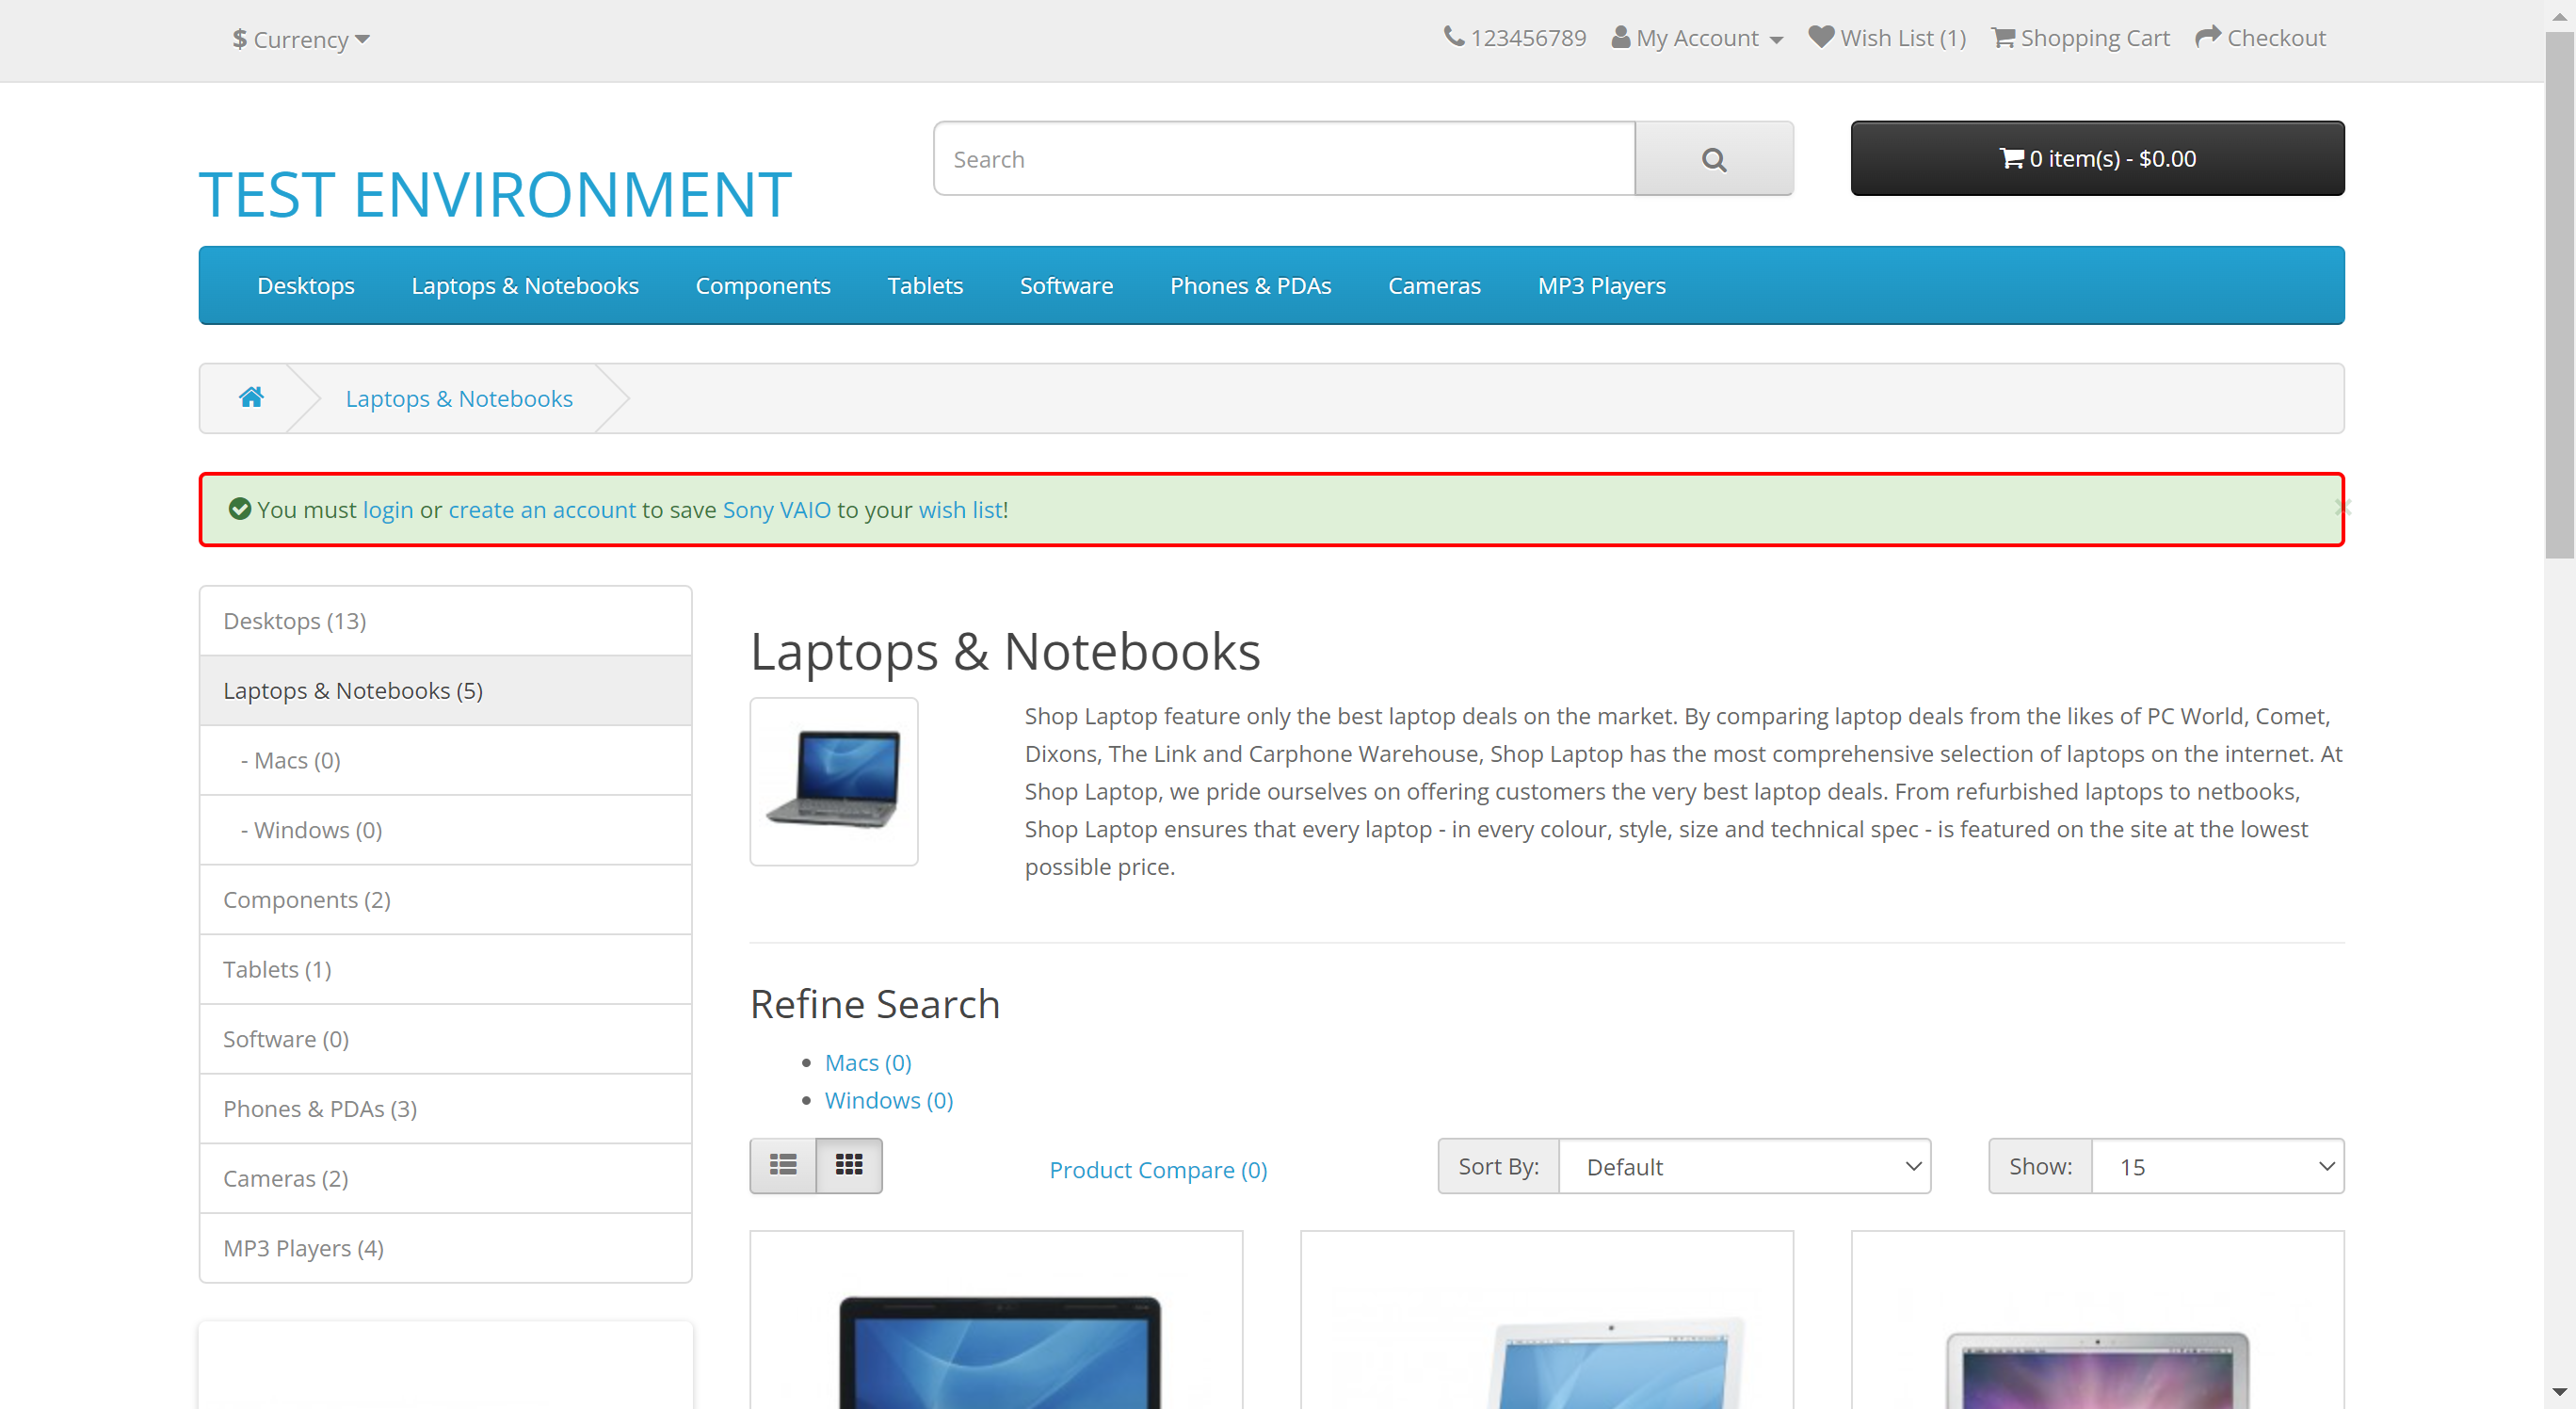 $ Currency
123456789 My Account Wish List (1) Shopping Cart Checkout
TEST ENVIRONMENT
Search
0 item(s) - $0.00
Desktops Laptops & Notebooks Components Tablets Software Phones & PDAs Cameras MP3 Players
Laptops & Notebooks
You must login or create an account to save Sony VAIO to your wish list!
×
Desktops (13)
Laptops & Notebooks (5)
- Macs (0)
- Windows (0)
Components (2)
Tablets (1)
Software (0)
Phones & PDAs (3)
Cameras (2)
MP3 Players (4)
Laptops & Notebooks
Shop Laptop feature only the best laptop deals on the market. By comparing laptop deals from the likes of PC World, Comet,
Dixons, The Link and Carphone Warehouse, Shop Laptop has the most comprehensive selection of laptops on the internet. At
Shop Laptop, we pride ourselves on offering customers the very best laptop deals. From refurbished laptops to netbooks,
Shop Laptop ensures that every laptop - in every colour, style, size and technical spec - is featured on the site at the lowest
possible price.
Refine Search
Macs (0)
Windows (0)
Product Compare (0)
Sort By: Default
Show: 15